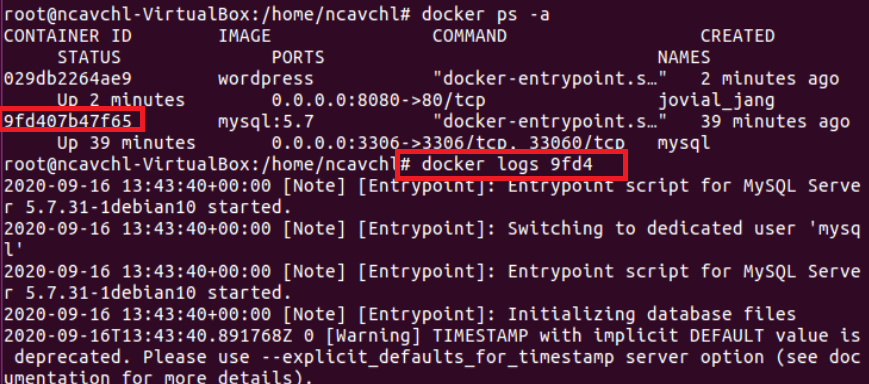 root@ncavchl-VirtualBox:/home/ncavchl# docker ps -a
CONTAINER ID        IMAGE               COMMAND                  CREATED
     STATUS              PORTS                               NAMES
029db2264ae9        wordpress           "docker-entrypoint.s…"   2 minutes ago
     Up 2 minutes        0.0.0.0:8080->80/tcp                jovial_jang
9fd407b47f65        mysql:5.7           "docker-entrypoint.s…"   39 minutes ago
     Up 39 minutes       0.0.0.0:3306->3306/tcp, 33060/tcp   mysql
root@ncavchl-VirtualBox:/home/ncavchl# docker logs 9fd4
2020-09-16 13:43:40+00:00 [Note] [Entrypoint]: Entrypoint script for MySQL Serve
r 5.7.31-1debian10 started.
2020-09-16 13:43:40+00:00 [Note] [Entrypoint]: Switching to dedicated user 'mysq
l'
2020-09-16 13:43:40+00:00 [Note] [Entrypoint]: Entrypoint script for MySQL Serve
r 5.7.31-1debian10 started.
2020-09-16 13:43:40+00:00 [Note] [Entrypoint]: Initializing database files
2020-09-16T13:43:40.891768Z 0 [Warning] TIMESTAMP with implicit DEFAULT value is
 deprecated. Please use --explicit_defaults_for_timestamp server option (see doc
umentation for more details).